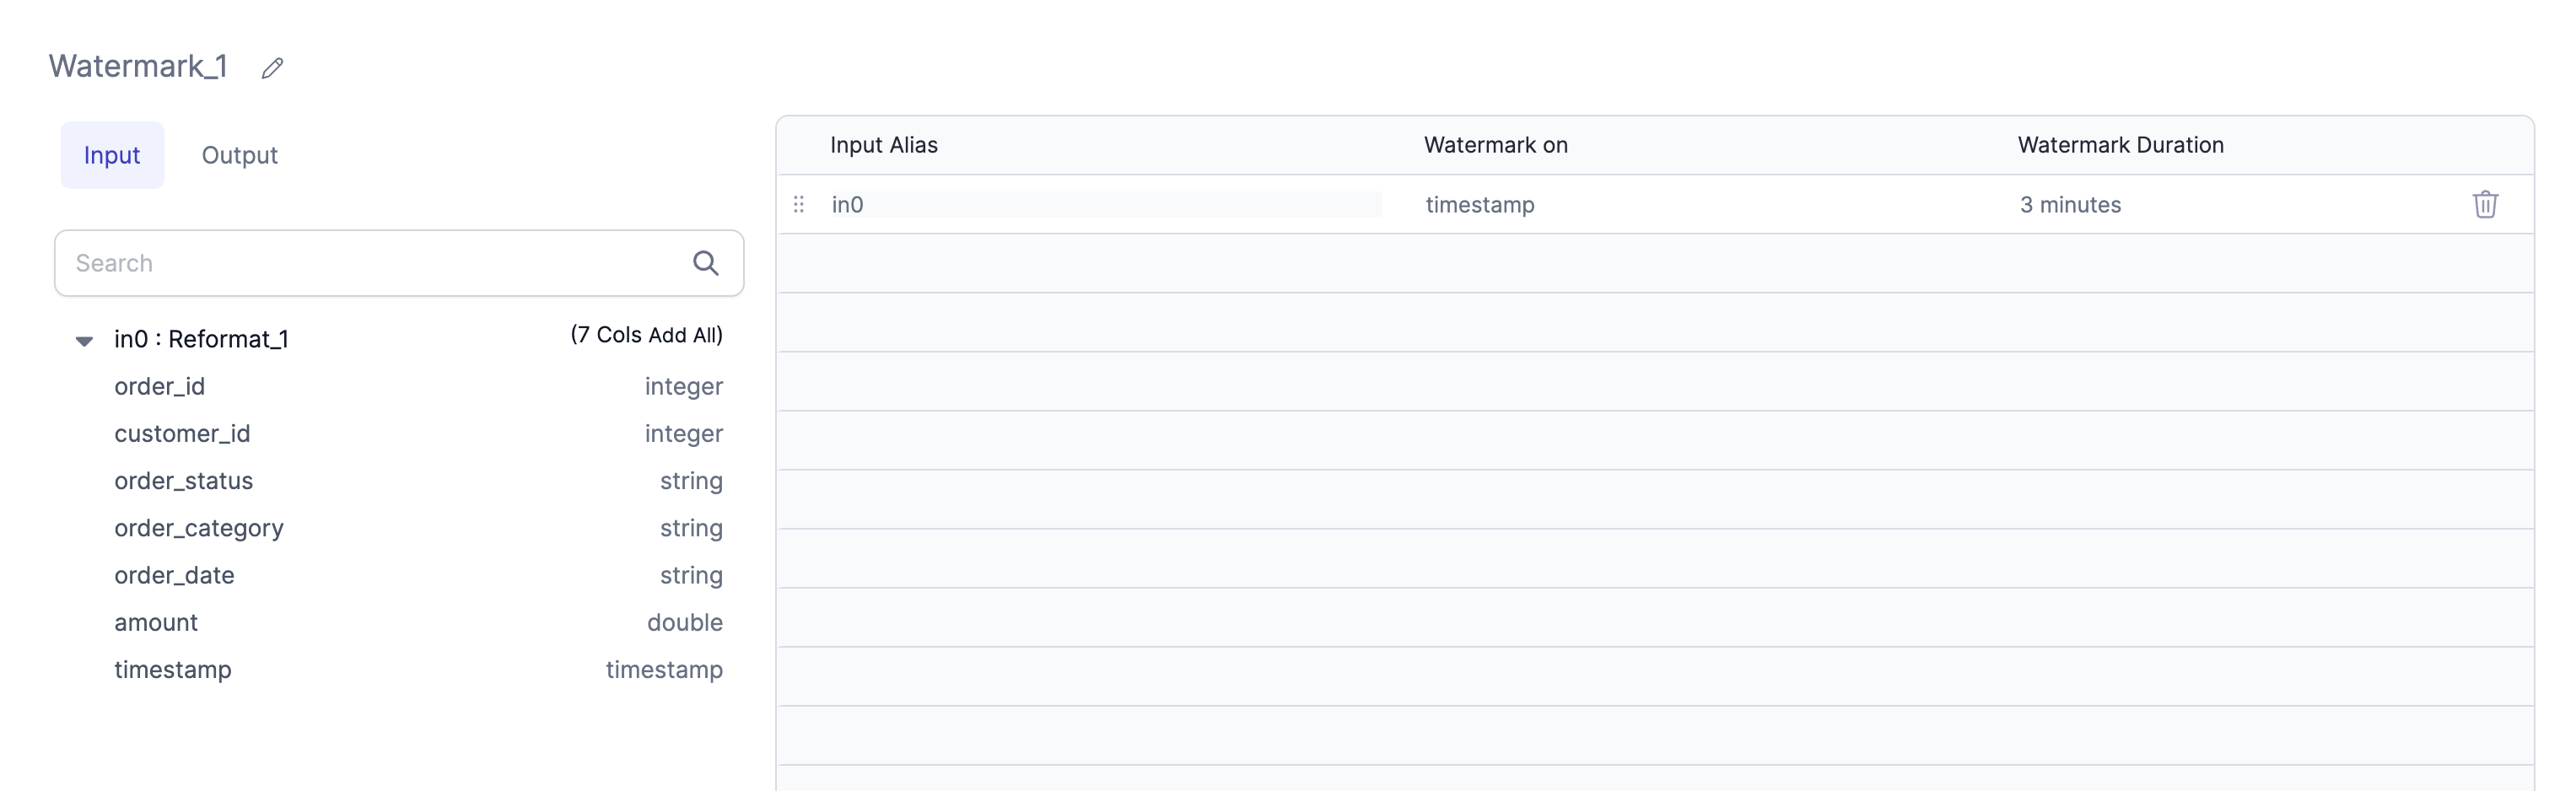 Watermark_1
Input Output
Search
in0 : Reformat_1 (7 Cols Add All)
order_id integer
customer_id integer
order_status string
order_category string
order_date string
amount double
timestamp timestamp
Input Alias Watermark on Watermark Duration
in0 timestamp 3 minutes